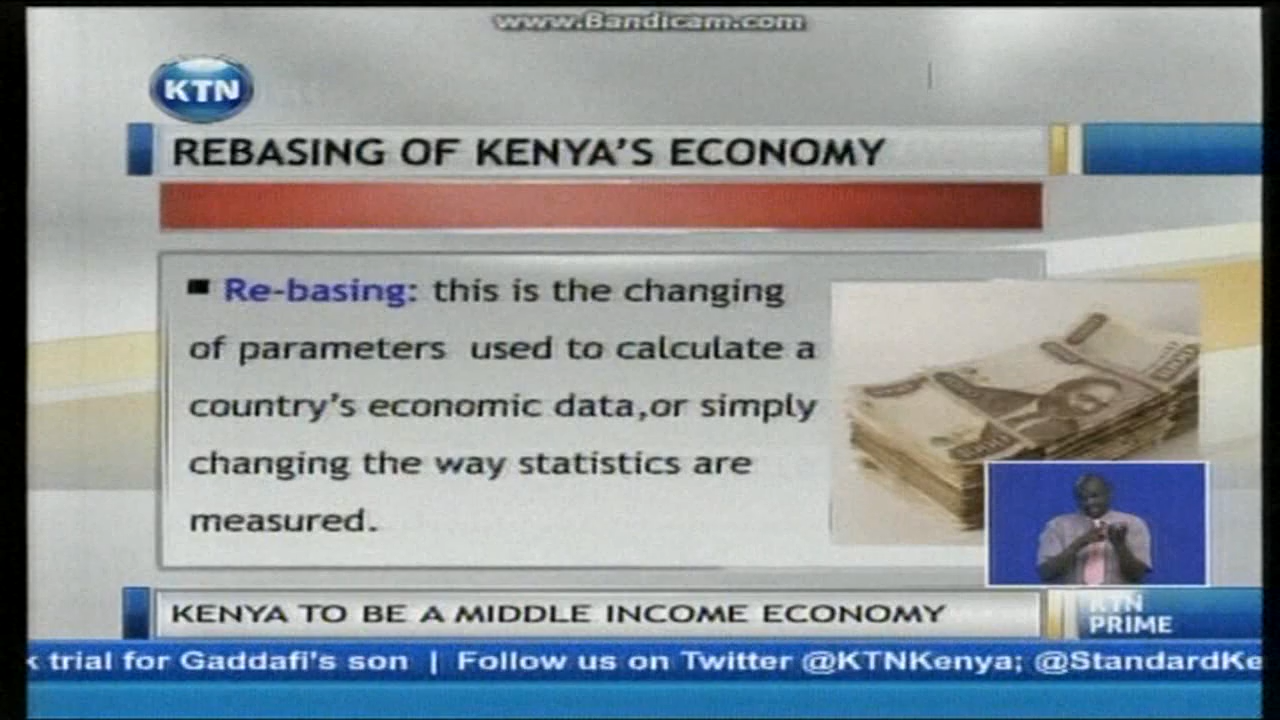 www.Bandicam.com
KTN
REBASING OF KENYA'S ECONOMY
■ Re-basing: this is the changing
of parameters used to calculate a
country's economic data,or simply
changing the way statistics are
measured.
KENYA TO BE A MIDDLE INCOME ECONOMY
KTN
PRIME
k trial for Gaddafi's son | Follow us on Twitter @KTNKenya; @StandardKe